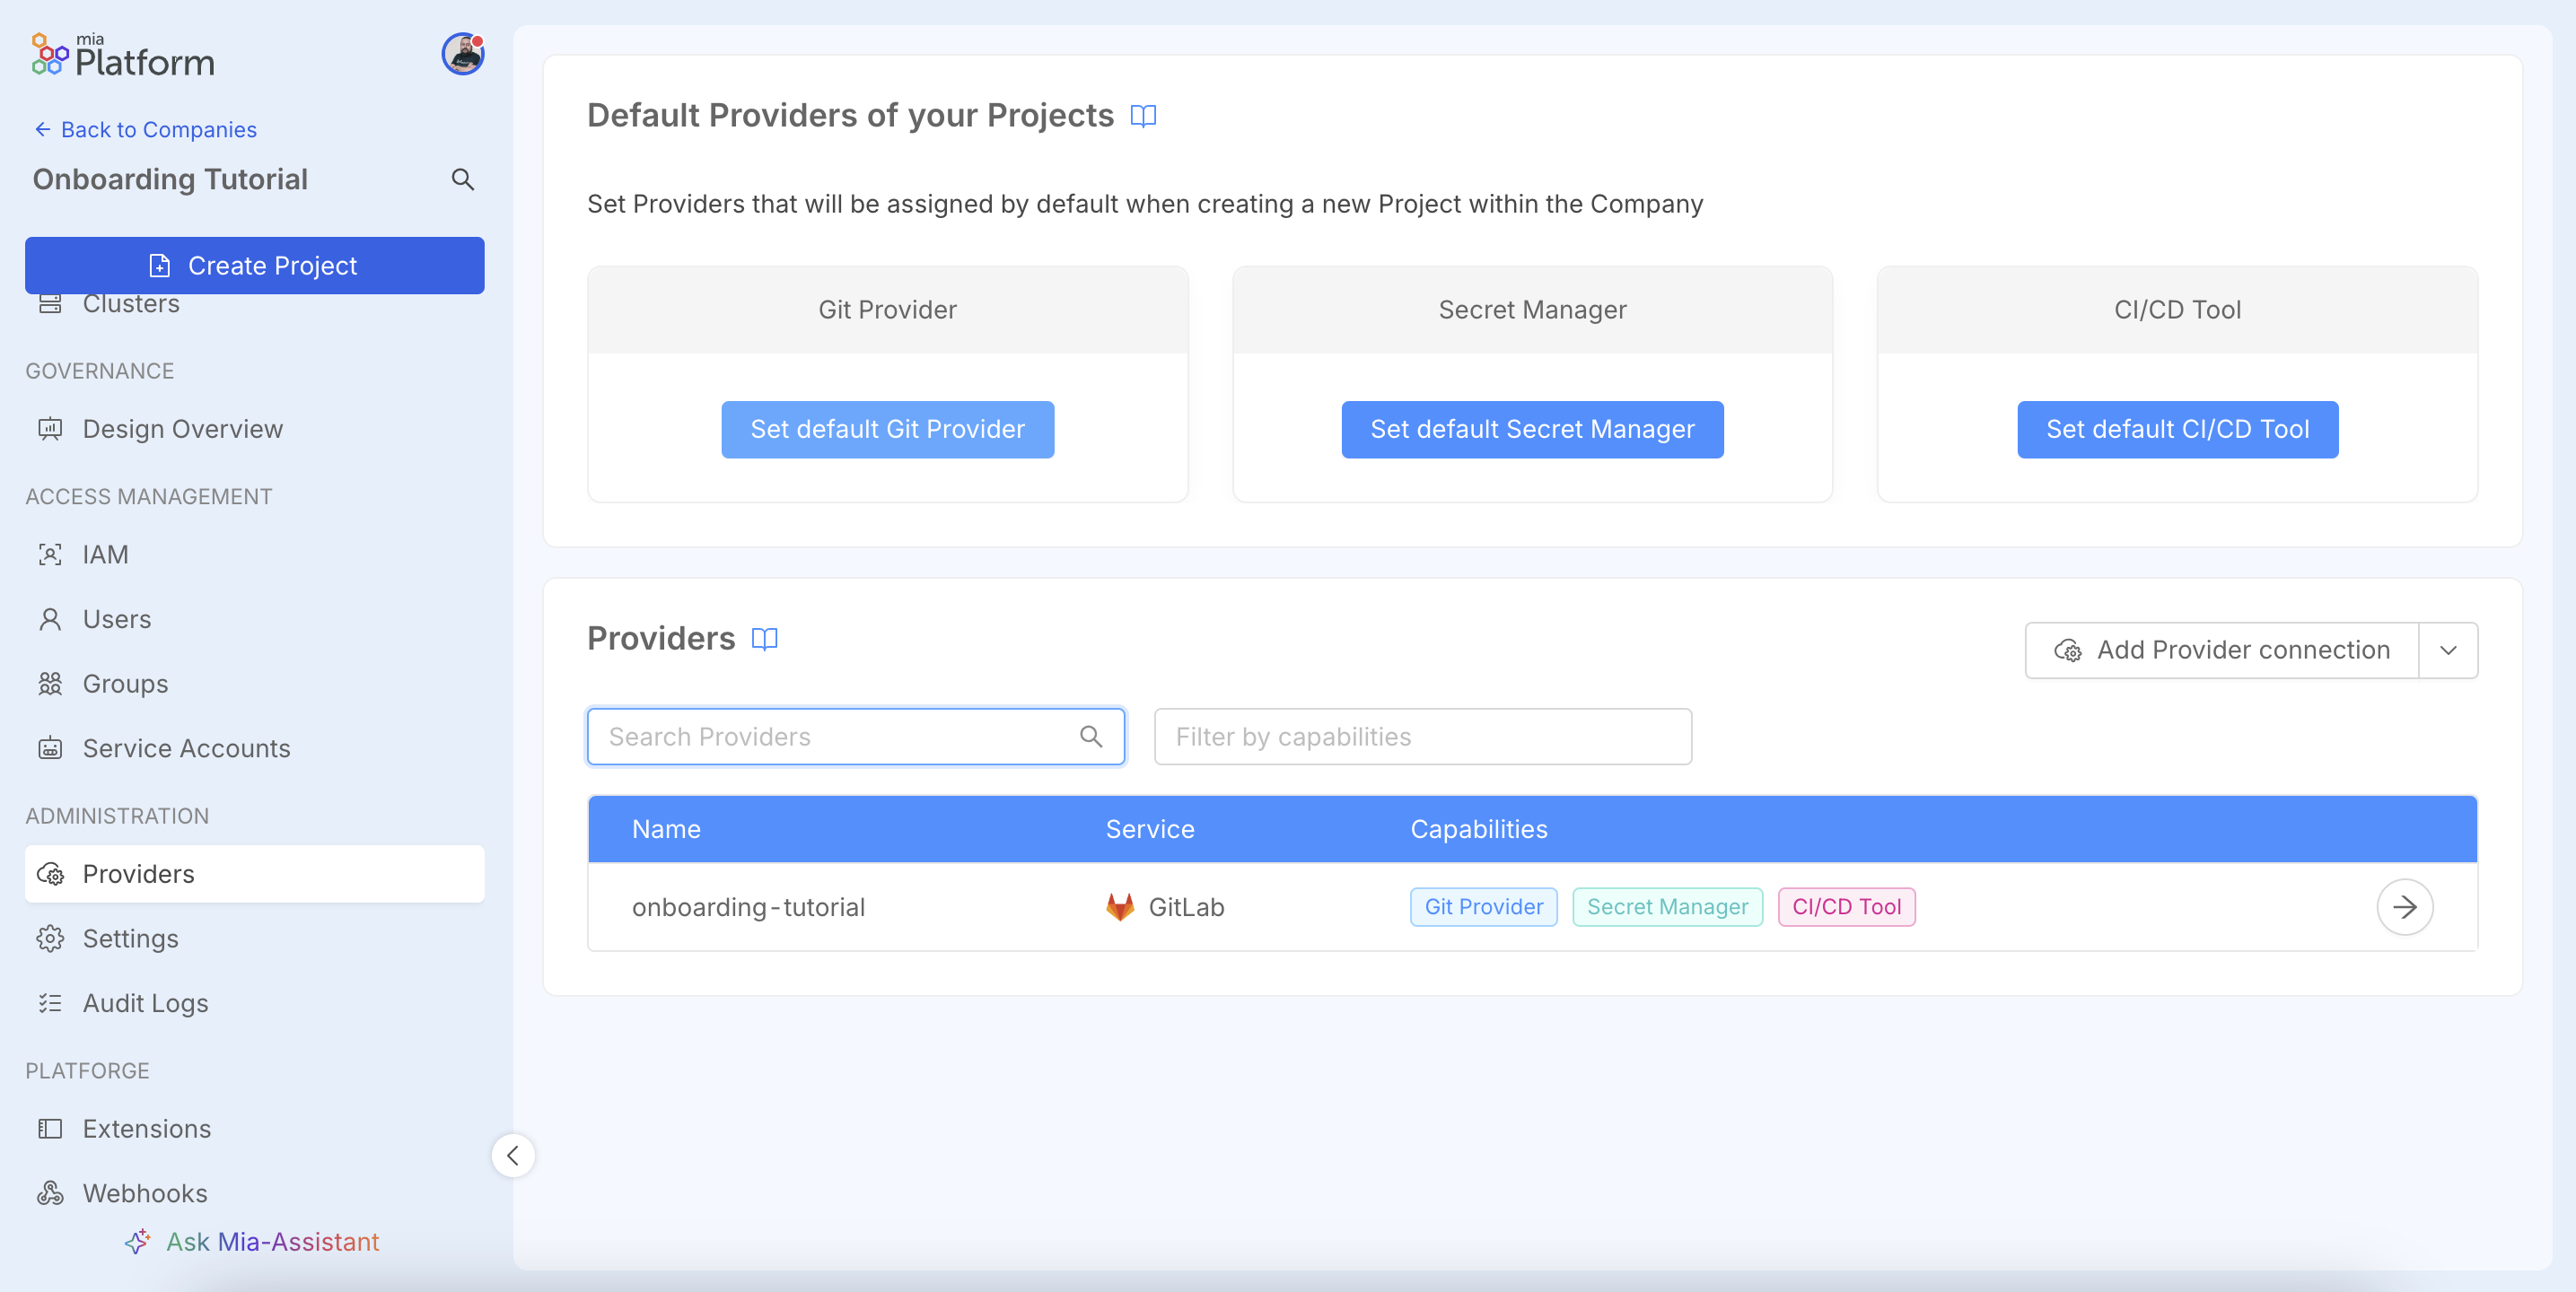 mia
Platform
Back to Companies
Onboarding Tutorial
Create Project
Clusters
GOVERNANCE
Design Overview
ACCESS MANAGEMENT
IAM
Users
Groups
Service Accounts
ADMINISTRATION
Providers
Settings
Audit Logs
PLATFORGE
Extensions
Webhooks
Ask Mia-Assistant
Default Providers of your Projects
Set Providers that will be assigned by default when creating a new Project within the Company
Git Provider
Set default Git Provider
Secret Manager
Set default Secret Manager
CI/CD Tool
Set default CI/CD Tool
Providers
Add Provider connection
Search Providers
Filter by capabilities
Name Service Capabilities
onboarding-tutorial GitLab Git Provider Secret Manager CI/CD Tool